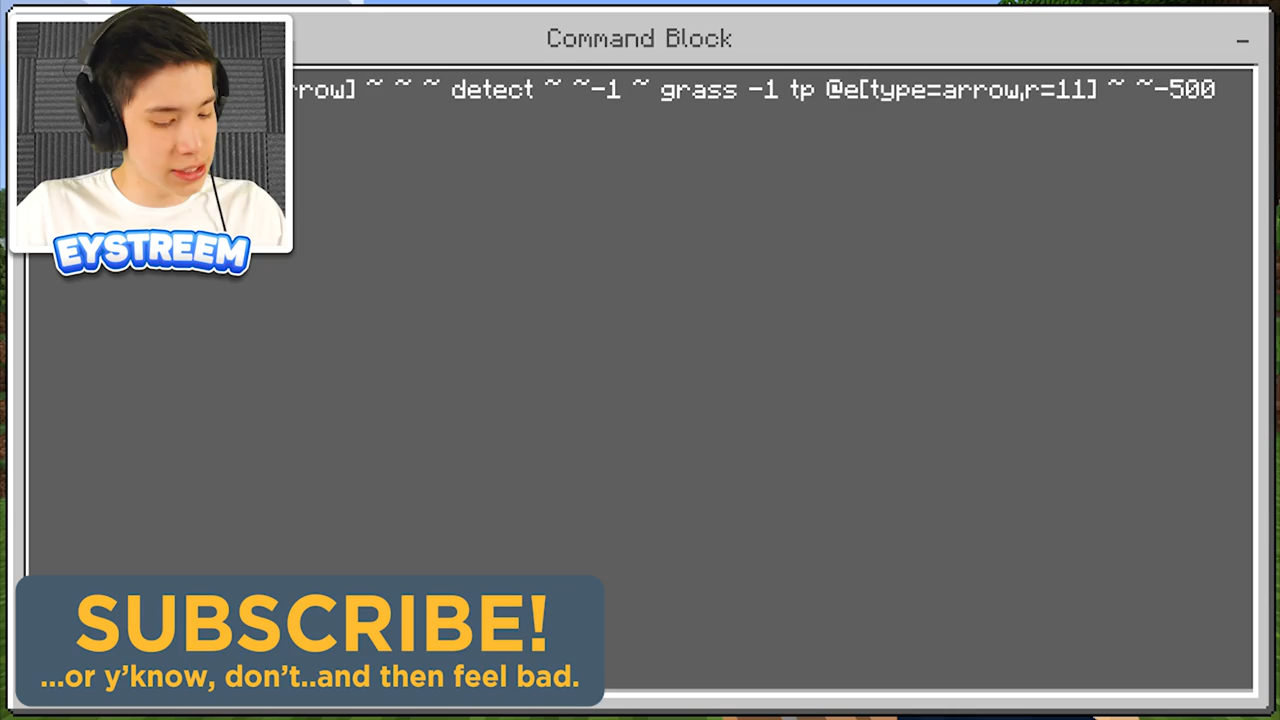 Command Block
rrow] ~ ~ ~ detect ~ ~-1 ~ grass -1 tp @e[type=arrow,r=11] ~ ~-500
EYSTREEM
SUBSCRIBE!
...or y'know, don't..and then feel bad.